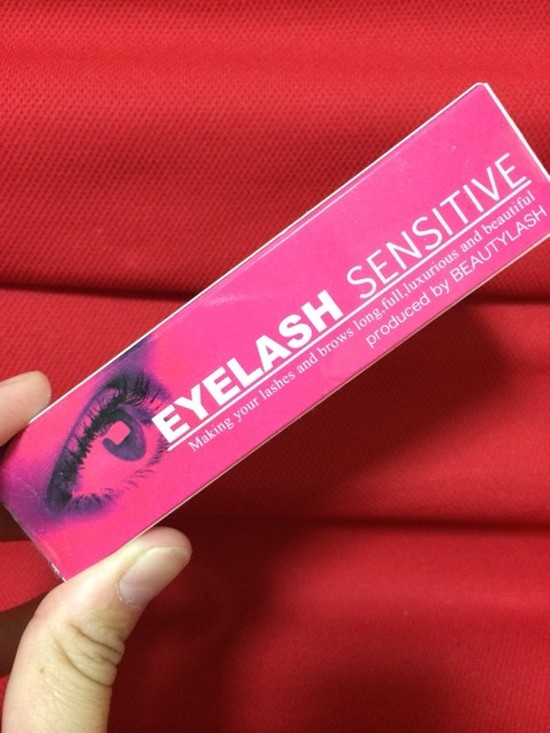 EYELASH SENSITIVE
Making your lashes and brows long,full,luxurious and beautiful
produced by BEAUTYLASH